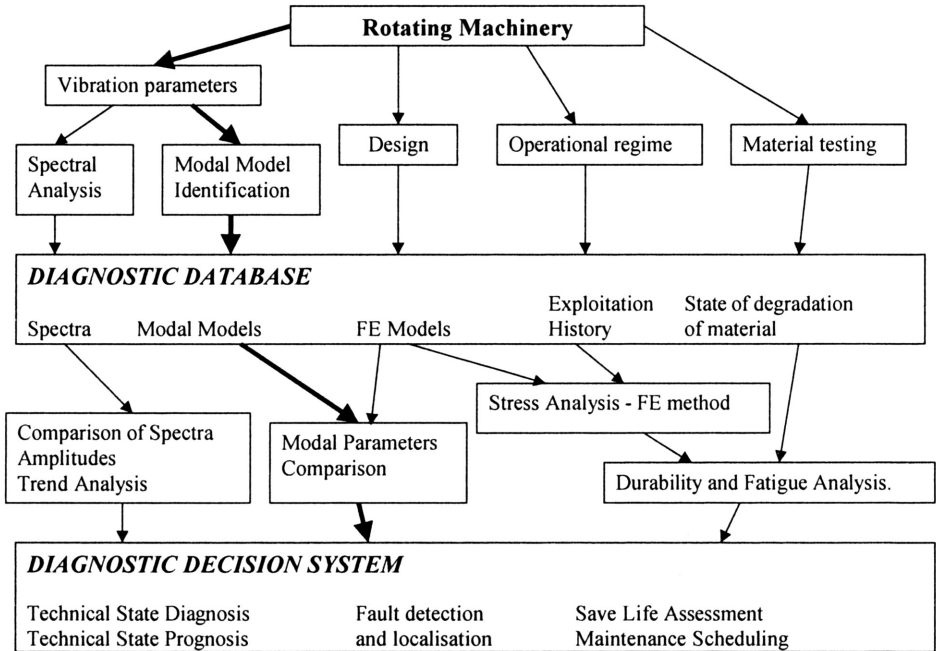 Rotating Machinery
Vibration parameters
Spectral
Analysis
Modal Model
Identification
Design
Operational regime
Material testing
DIAGNOSTIC DATABASE
Spectra
Modal Models
FE Models
Exploitation
History
State of degradation
of material
Stress Analysis - FE method
Comparison of Spectra
Amplitudes
Trend Analysis
Modal Parameters
Comparison
Durability and Fatigue Analysis.
DIAGNOSTIC DECISION SYSTEM
Technical State Diagnosis
Technical State Prognosis
Fault detection
and localisation
Save Life Assessment
Maintenance Scheduling